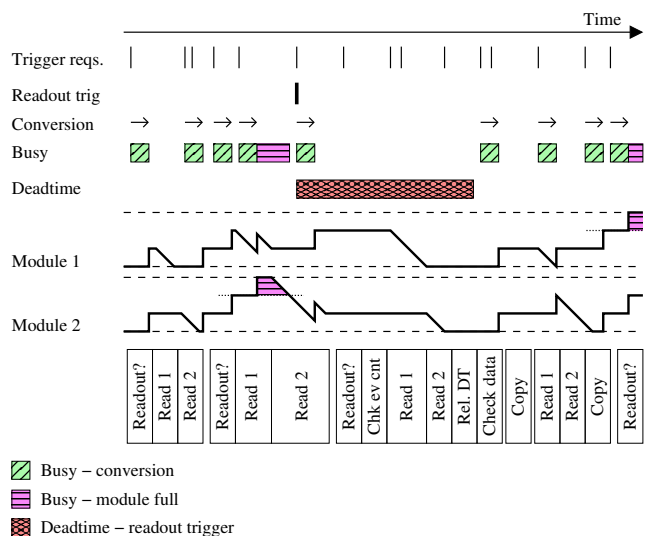 Time
Trigger reqs.
Readout trig
Conversion
Busy
Deadtime
Module 1
Module 2
Readout?
Read 1
Read 2
Readout?
Read 1
Read 2
Readout?
Chk ev cnt
Read 1
Read 2
Rel. DT
Check data
Copy
Read 1
Read 2
Copy
Readout?
Busy − conversion
Busy − module full
Deadtime − readout trigger